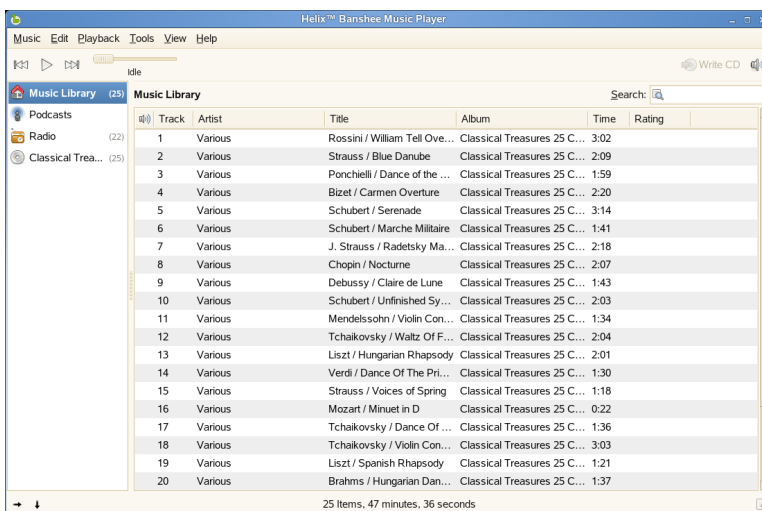 Helix™ Banshee Music Player
Music Edit Playback Tools View Help
Idle
Write CD
Music Library (25)
Podcasts
Radio (22)
Classical Trea... (25)
Music Library
Search:
Track Artist Title Album Time Rating
1 Various Rossini / William Tell Ove... Classical Treasures 25 C... 3:02
2 Various Strauss / Blue Danube Classical Treasures 25 C... 2:09
3 Various Ponchielli / Dance of the ... Classical Treasures 25 C... 1:59
4 Various Bizet / Carmen Overture Classical Treasures 25 C... 2:20
5 Various Schubert / Serenade Classical Treasures 25 C... 3:14
6 Various Schubert / Marche Militaire Classical Treasures 25 C... 1:41
7 Various J. Strauss / Radetsky Ma... Classical Treasures 25 C... 2:18
8 Various Chopin / Nocturne Classical Treasures 25 C... 2:07
9 Various Debussy / Claire de Lune Classical Treasures 25 C... 1:43
10 Various Schubert / Unfinished Sy... Classical Treasures 25 C... 2:03
11 Various Mendelssohn / Violin Con... Classical Treasures 25 C... 1:34
12 Various Tchaikovsky / Waltz Of F... Classical Treasures 25 C... 2:04
13 Various Liszt / Hungarian Rhapsody Classical Treasures 25 C... 2:01
14 Various Verdi / Dance Of The Pri... Classical Treasures 25 C... 1:30
15 Various Strauss / Voices of Spring Classical Treasures 25 C... 1:18
16 Various Mozart / Minuet in D Classical Treasures 25 C... 0:22
17 Various Tchaikovsky / Dance Of ... Classical Treasures 25 C... 1:36
18 Various Tchaikovsky / Violin Con... Classical Treasures 25 C... 3:03
19 Various Liszt / Spanish Rhapsody Classical Treasures 25 C... 1:21
20 Various Brahms / Hungarian Dan... Classical Treasures 25 C... 1:37
25 Items, 47 minutes, 36 seconds